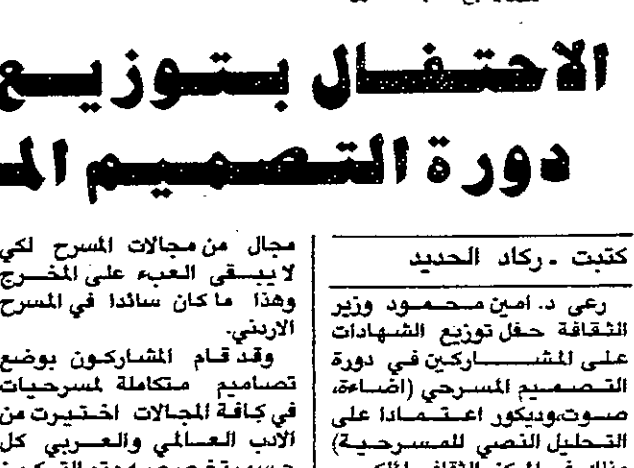 الاحتفال بتوزيع
دورة التصميم
كتبت ـ ركاد الحديد
رعى د. امين محمود وزير
الثقافة حفل توزيع الشهادات
على المشاركين في دورة
التصميم المسرحي (اضاءة،
صوت،وديكور اعتمادا على
التحليل النصي للمسرحية)
مجال من مجالات المسرح لكي
لا يبقى العبء على المخرج
وهذا ما كان سائدا في المسرح
الاردني.
وقد قام المشاركون بوضع
تصاميم متكاملة لمسرحيات
في كافة المجالات اختيرت من
الادب العالمي والعربي كل